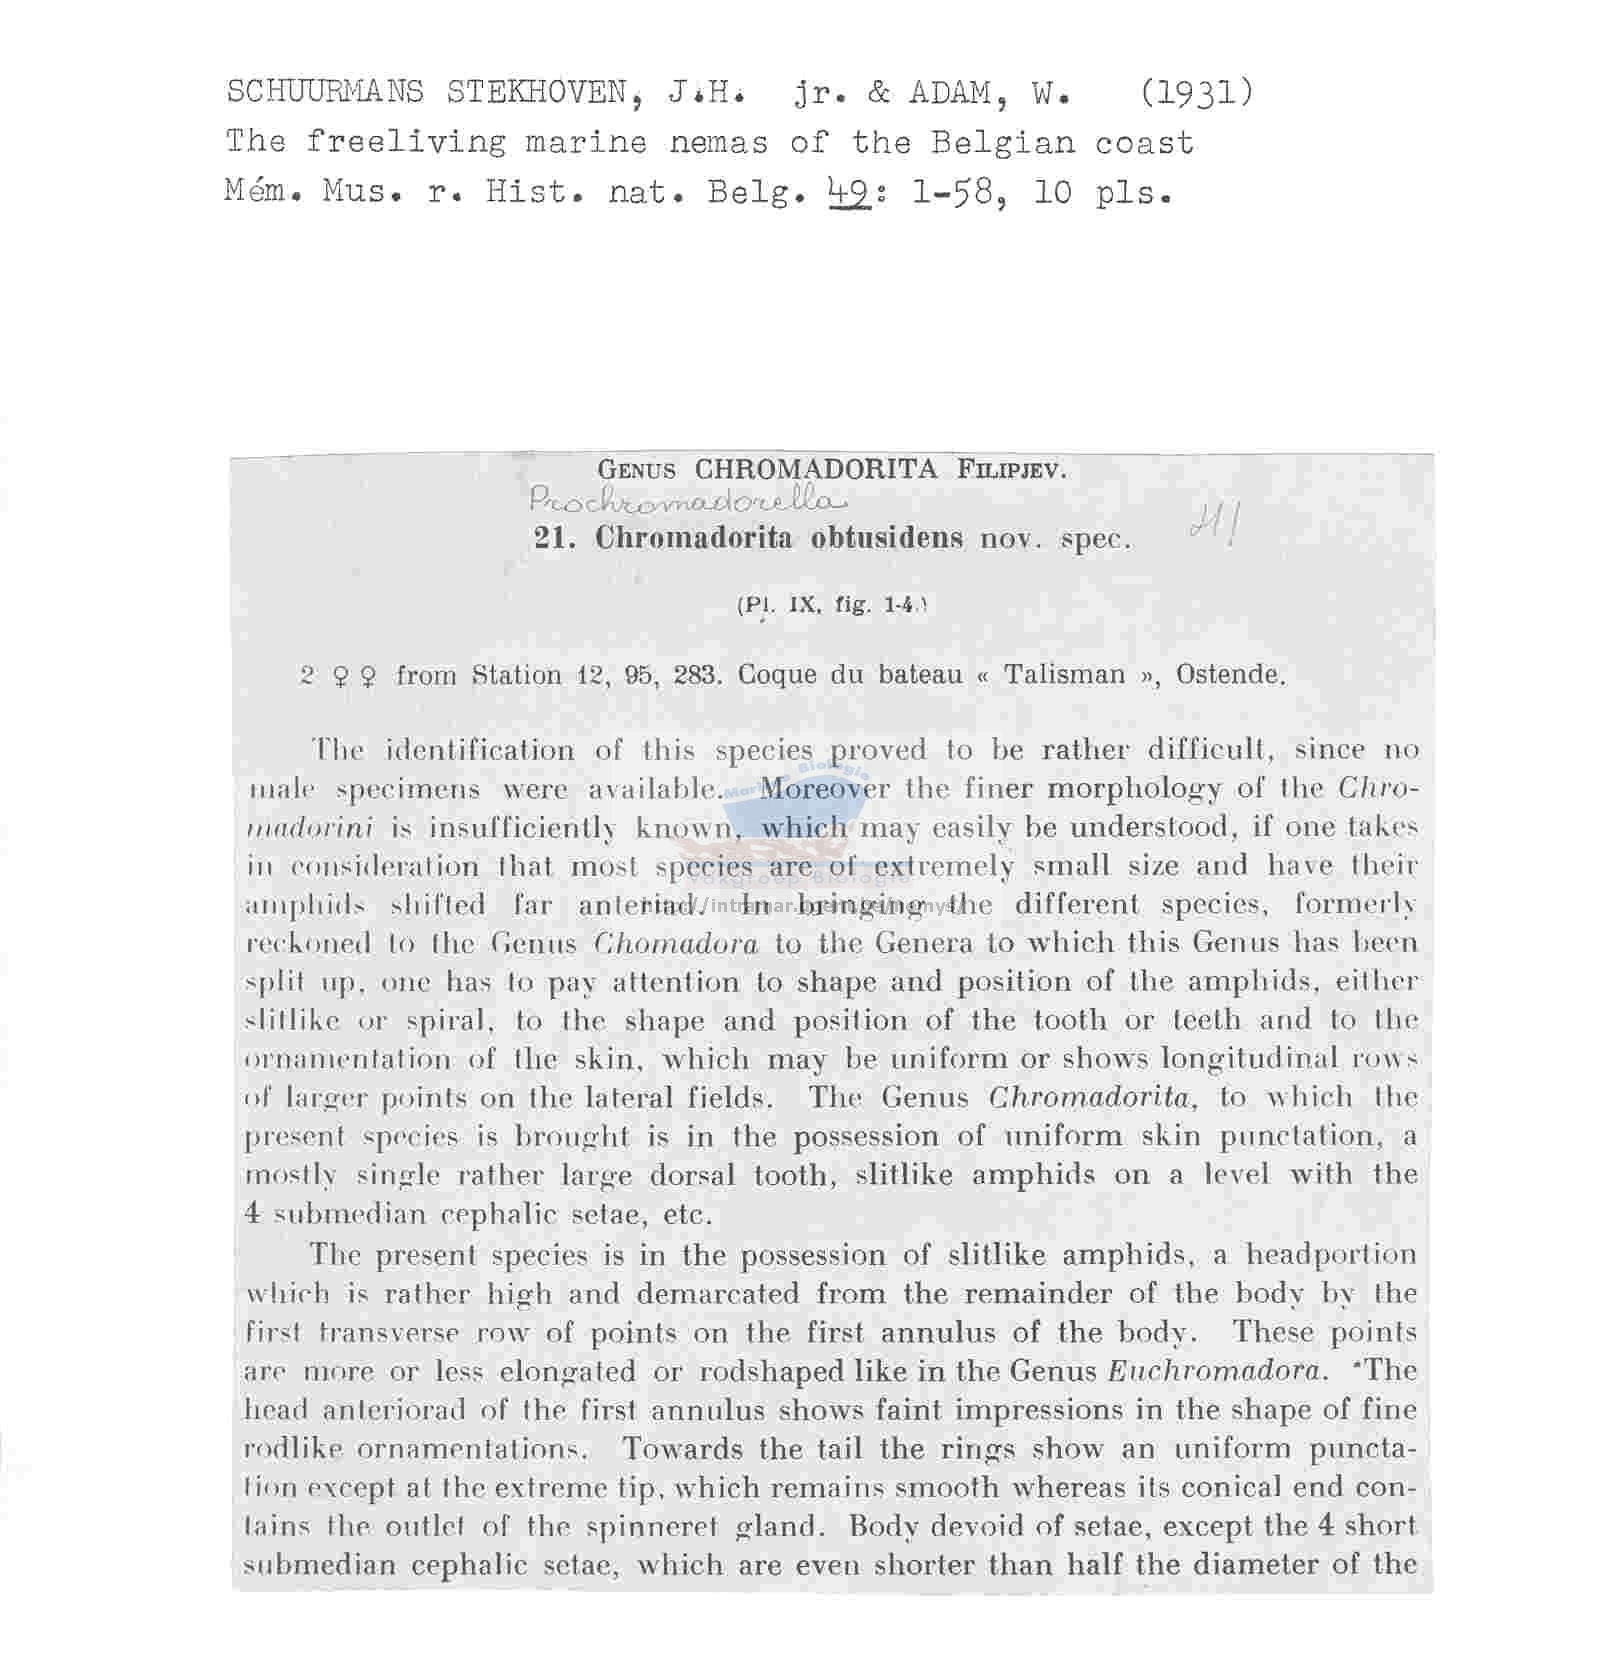 SCHUURMANS STEKHOVEN, J.H. jr. & ADAM, W. (1931)
The freeliving marine nemas of the Belgian coast
Mém. Mus. r. Hist. nat. Belg. 49: 1-58, 10 pls.
GENUS CHROMADORITA FILIPJEV.
Prochromadorella
21. Chromadorita obtusidens nov. spec.
(Pl. IX, fig. 1-4.)
2 ♀♀ from Station 12, 95, 283. Coque du bateau « Talisman », Ostende.
The identification of this species proved to be rather difficult, since no
male specimens were available. Moreover the finer morphology of the Chro-
madorini is insufficiently known, which may easily be understood, if one takes
in consideration that most species are of extremely small size and have their
amphids shifted far anteriad. In bringing the different species, formerly
reckoned to the Genus Chomadora to the Genera to which this Genus has been
split up, one has to pay attention to shape and position of the amphids, either
slitlike or spiral, to the shape and position of the tooth or teeth and to the
ornamentation of the skin, which may be uniform or shows longitudinal rows
of larger points on the lateral fields. The Genus Chromadorita, to which the
present species is brought is in the possession of uniform skin punctation, a
mostly single rather large dorsal tooth, slitlike amphids on a level with the
4 submedian cephalic setae, etc.
The present species is in the possession of slitlike amphids, a headportion
which is rather high and demarcated from the remainder of the body by the
first transverse row of points on the first annulus of the body. These points
are more or less elongated or rodshaped like in the Genus Euchromadora. The
head anteriorad of the first annulus shows faint impressions in the shape of fine
rodlike ornamentations. Towards the tail the rings show an uniform puncta-
tion except at the extreme tip, which remains smooth whereas its conical end con-
tains the outlet of the spinneret gland. Body devoid of setae, except the 4 short
submedian cephalic setae, which are even shorter than half the diameter of the
Marine Biologie
Vakgroep Biologie